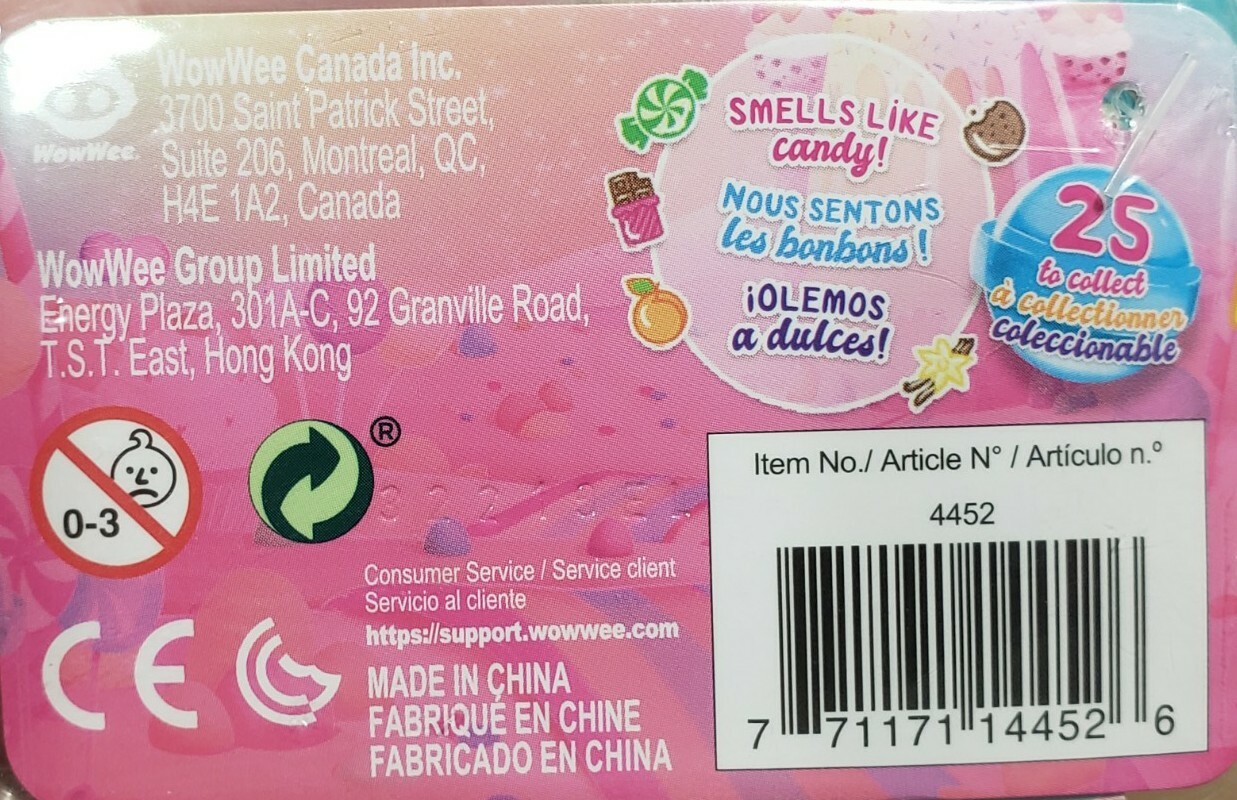 WowWee Canada Inc.
3700 Saint Patrick Street,
Suite 206, Montreal, QC,
H4E 1A2, Canada
WowWee
WowWee Group Limited
Energy Plaza, 301A-C, 92 Granville Road,
T.S.T. East, Hong Kong
SMELLS LiKE
candy!
NOUS SENTONS
les bonbons !
¡OLEMOS
a dulces!
25
to collect
à collectionner
coleccionable
0-3
®
Consumer Service / Service client
Servicio al cliente
https://support.wowwee.com
MADE IN CHINA
FABRIQUÉ EN CHINE
FABRICADO EN CHINA
CE
Item No./ Article N° / Artículo n.º
4452
7 71171 14452 6